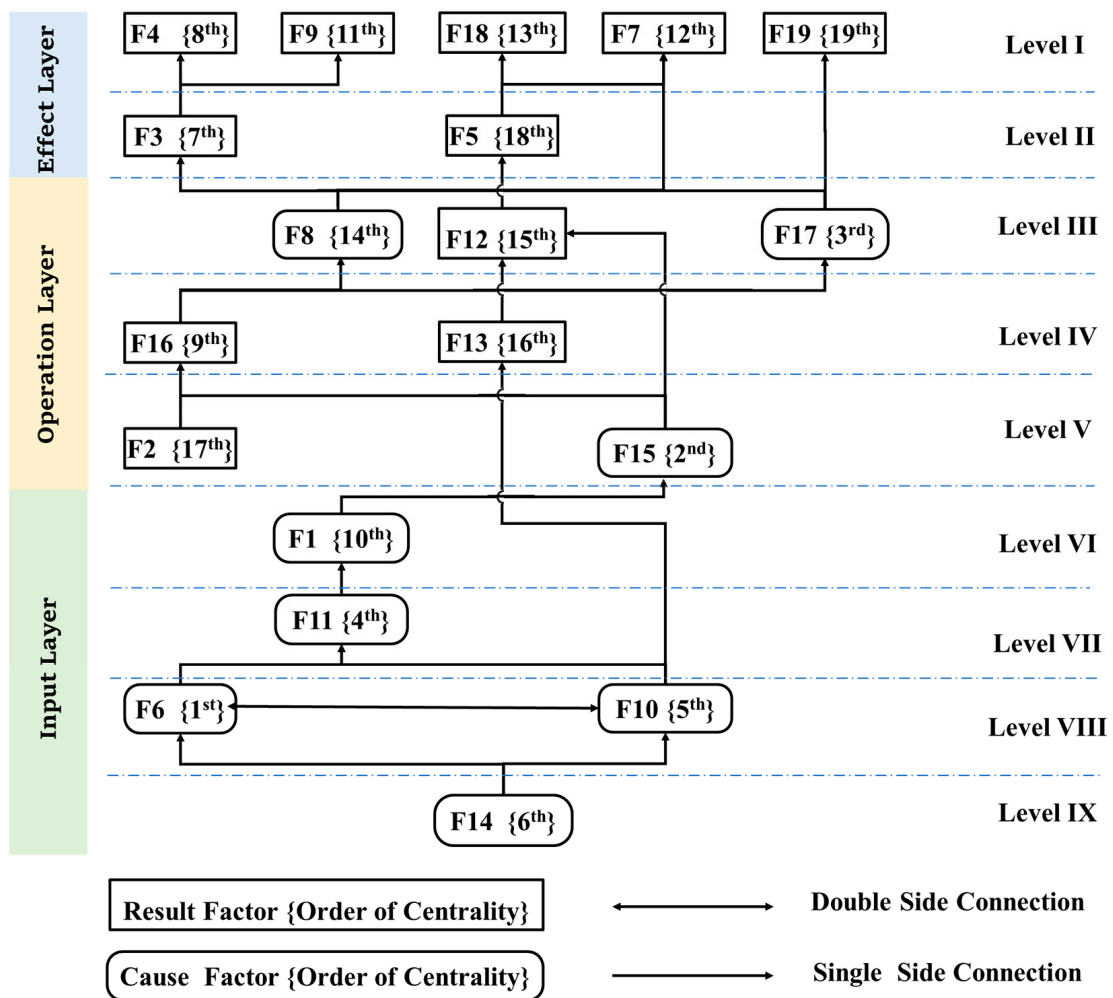 Effect Layer
F4 {8th}
F9 {11th}
F18 {13th}
F7 {12th}
F19 {19th}
Level I
F3 {7th}
F5 {18th}
Level II
Operation Layer
F8 {14th}
F12 {15th}
F17 {3rd}
Level III
F16 {9th}
F13 {16th}
Level IV
F2 {17th}
F15 {2nd}
Level V
Input Layer
F1 {10th}
Level VI
F11 {4th}
Level VII
F6 {1st}
F10 {5th}
Level VIII
F14 {6th}
Level IX
Result Factor {Order of Centrality}
Double Side Connection
Cause Factor {Order of Centrality}
Single Side Connection